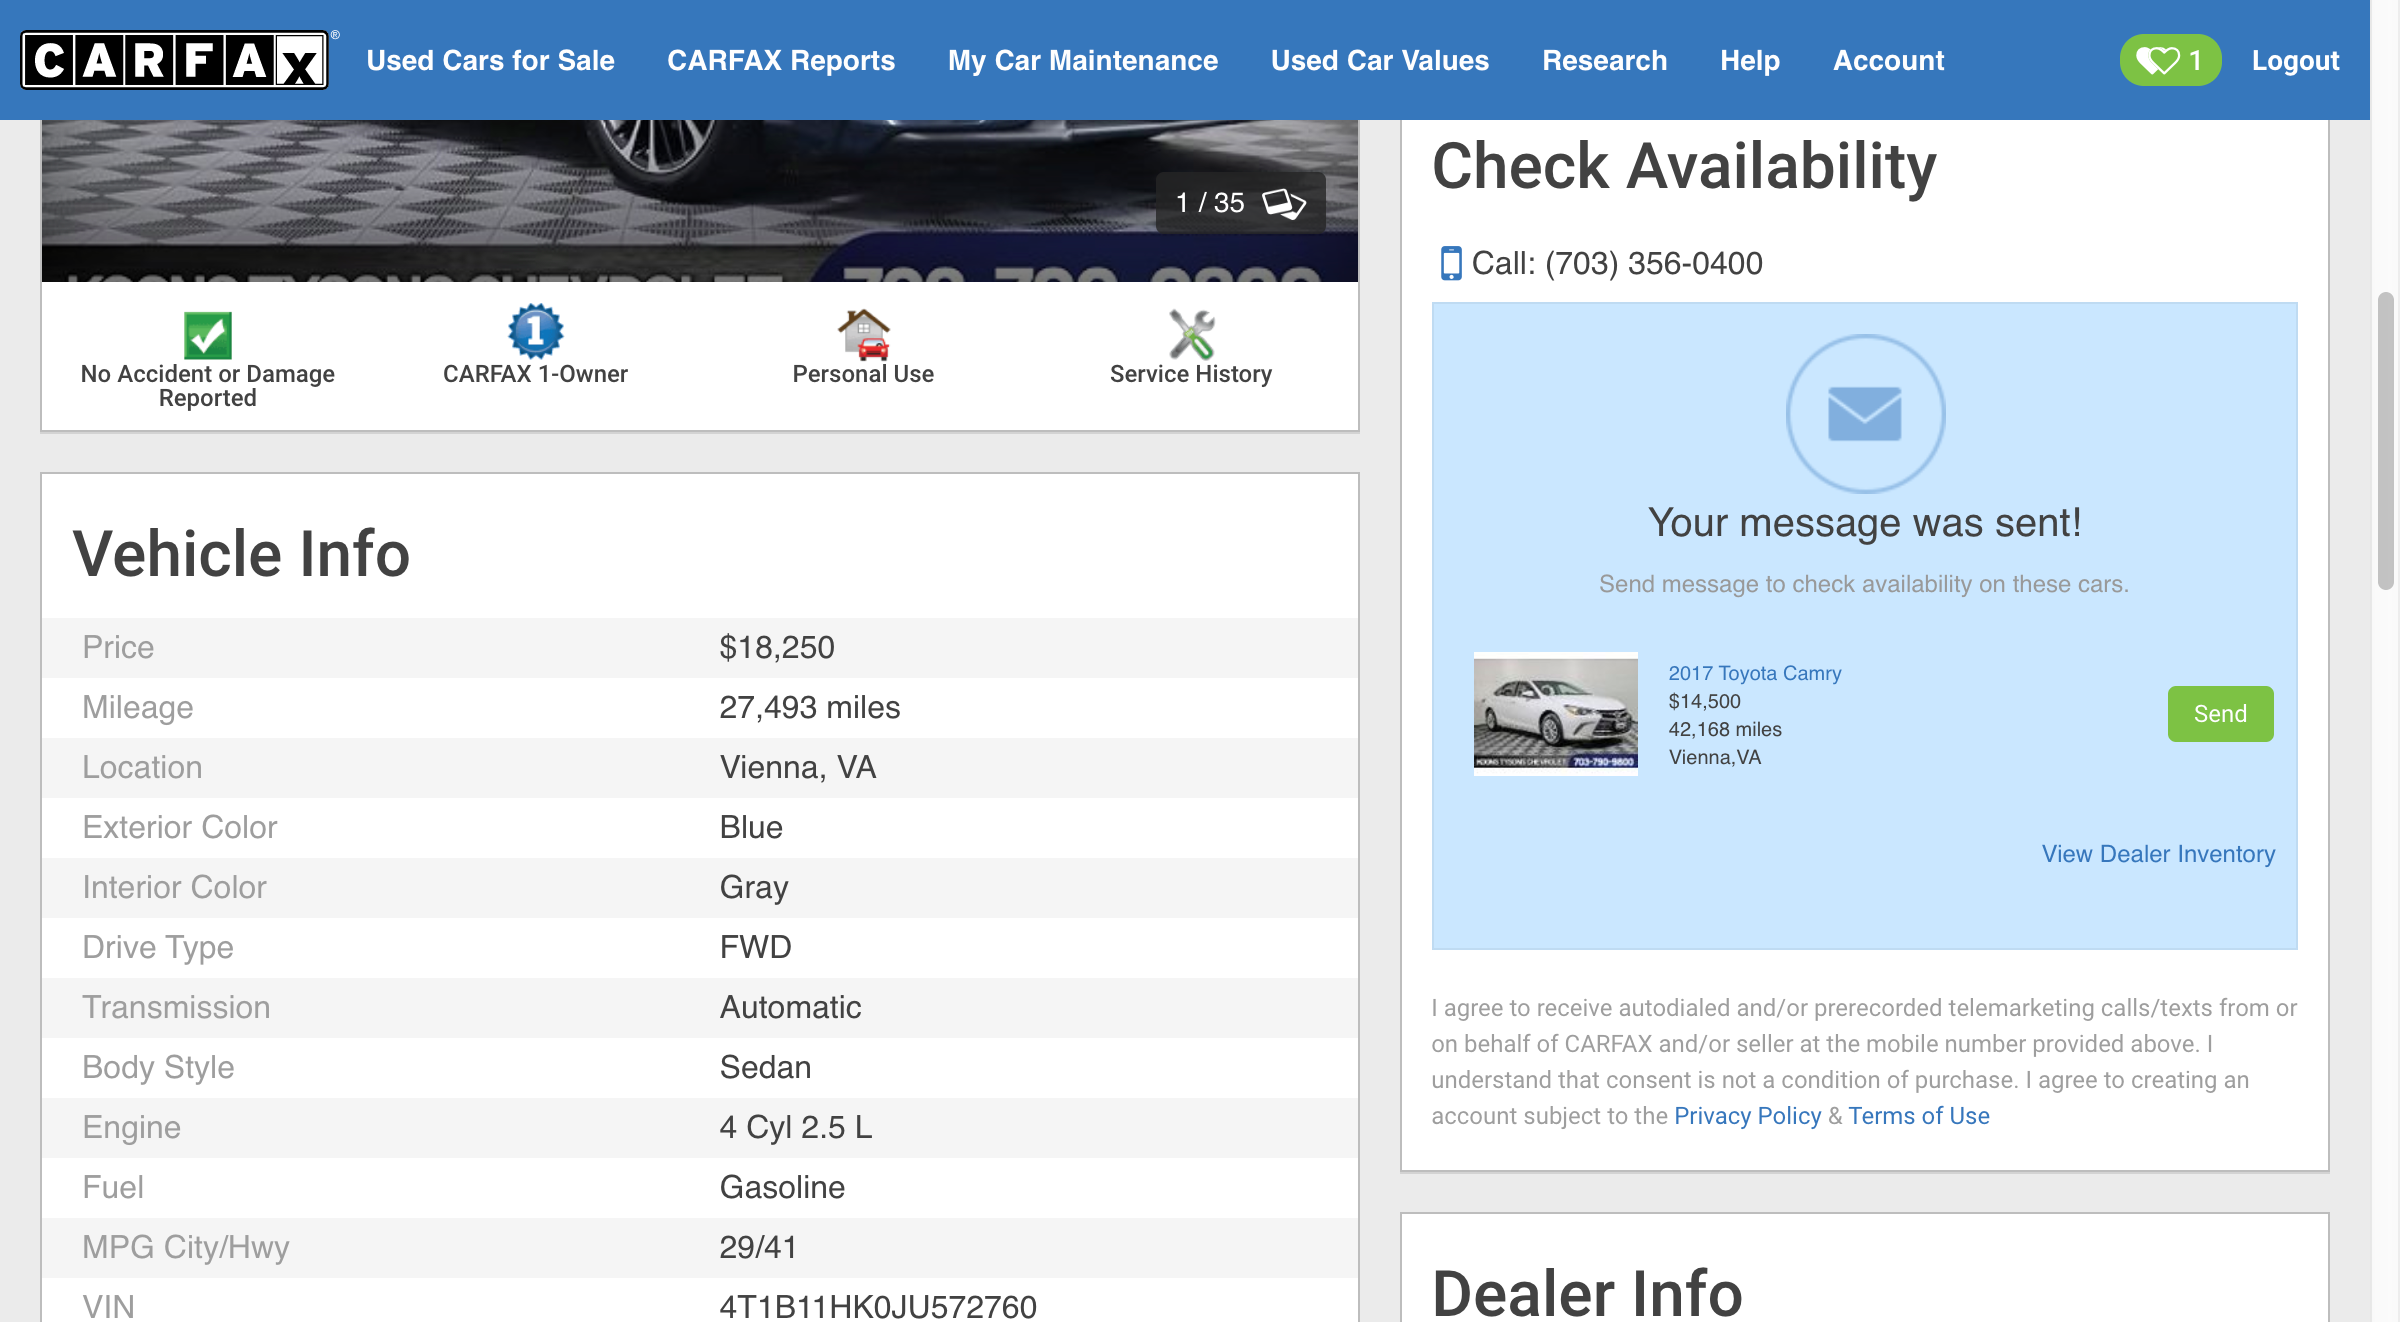 CARFAX®
Used Cars for Sale
CARFAX Reports
My Car Maintenance
Used Car Values
Research
Help
Account
1
Logout
1 / 35
No Accident or Damage
Reported
1
CARFAX 1-Owner
Personal Use
Service History
Vehicle Info
Price $18,250
Mileage 27,493 miles
Location Vienna, VA
Exterior Color Blue
Interior Color Gray
Drive Type FWD
Transmission Automatic
Body Style Sedan
Engine 4 Cyl 2.5 L
Fuel Gasoline
MPG City/Hwy 29/41
VIN 4T1B11HK0JU572760
Check Availability
Call: (703) 356-0400
Your message was sent!
Send message to check availability on these cars.
2017 Toyota Camry
$14,500
42,168 miles
Vienna,VA
KOONS TYSONS CHEVROLET 703-790-9800
Send
View Dealer Inventory
I agree to receive autodialed and/or prerecorded telemarketing calls/texts from or
on behalf of CARFAX and/or seller at the mobile number provided above. I
understand that consent is not a condition of purchase. I agree to creating an
account subject to the Privacy Policy & Terms of Use
Dealer Info